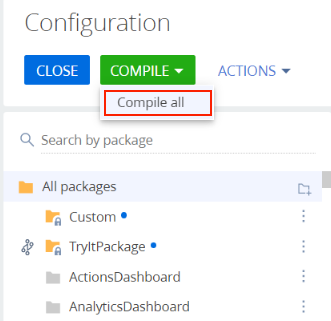 Configuration
CLOSE COMPILE ACTIONS
Compile all
Search by package
All packages
Custom
TryItPackage
ActionsDashboard
AnalyticsDashboard